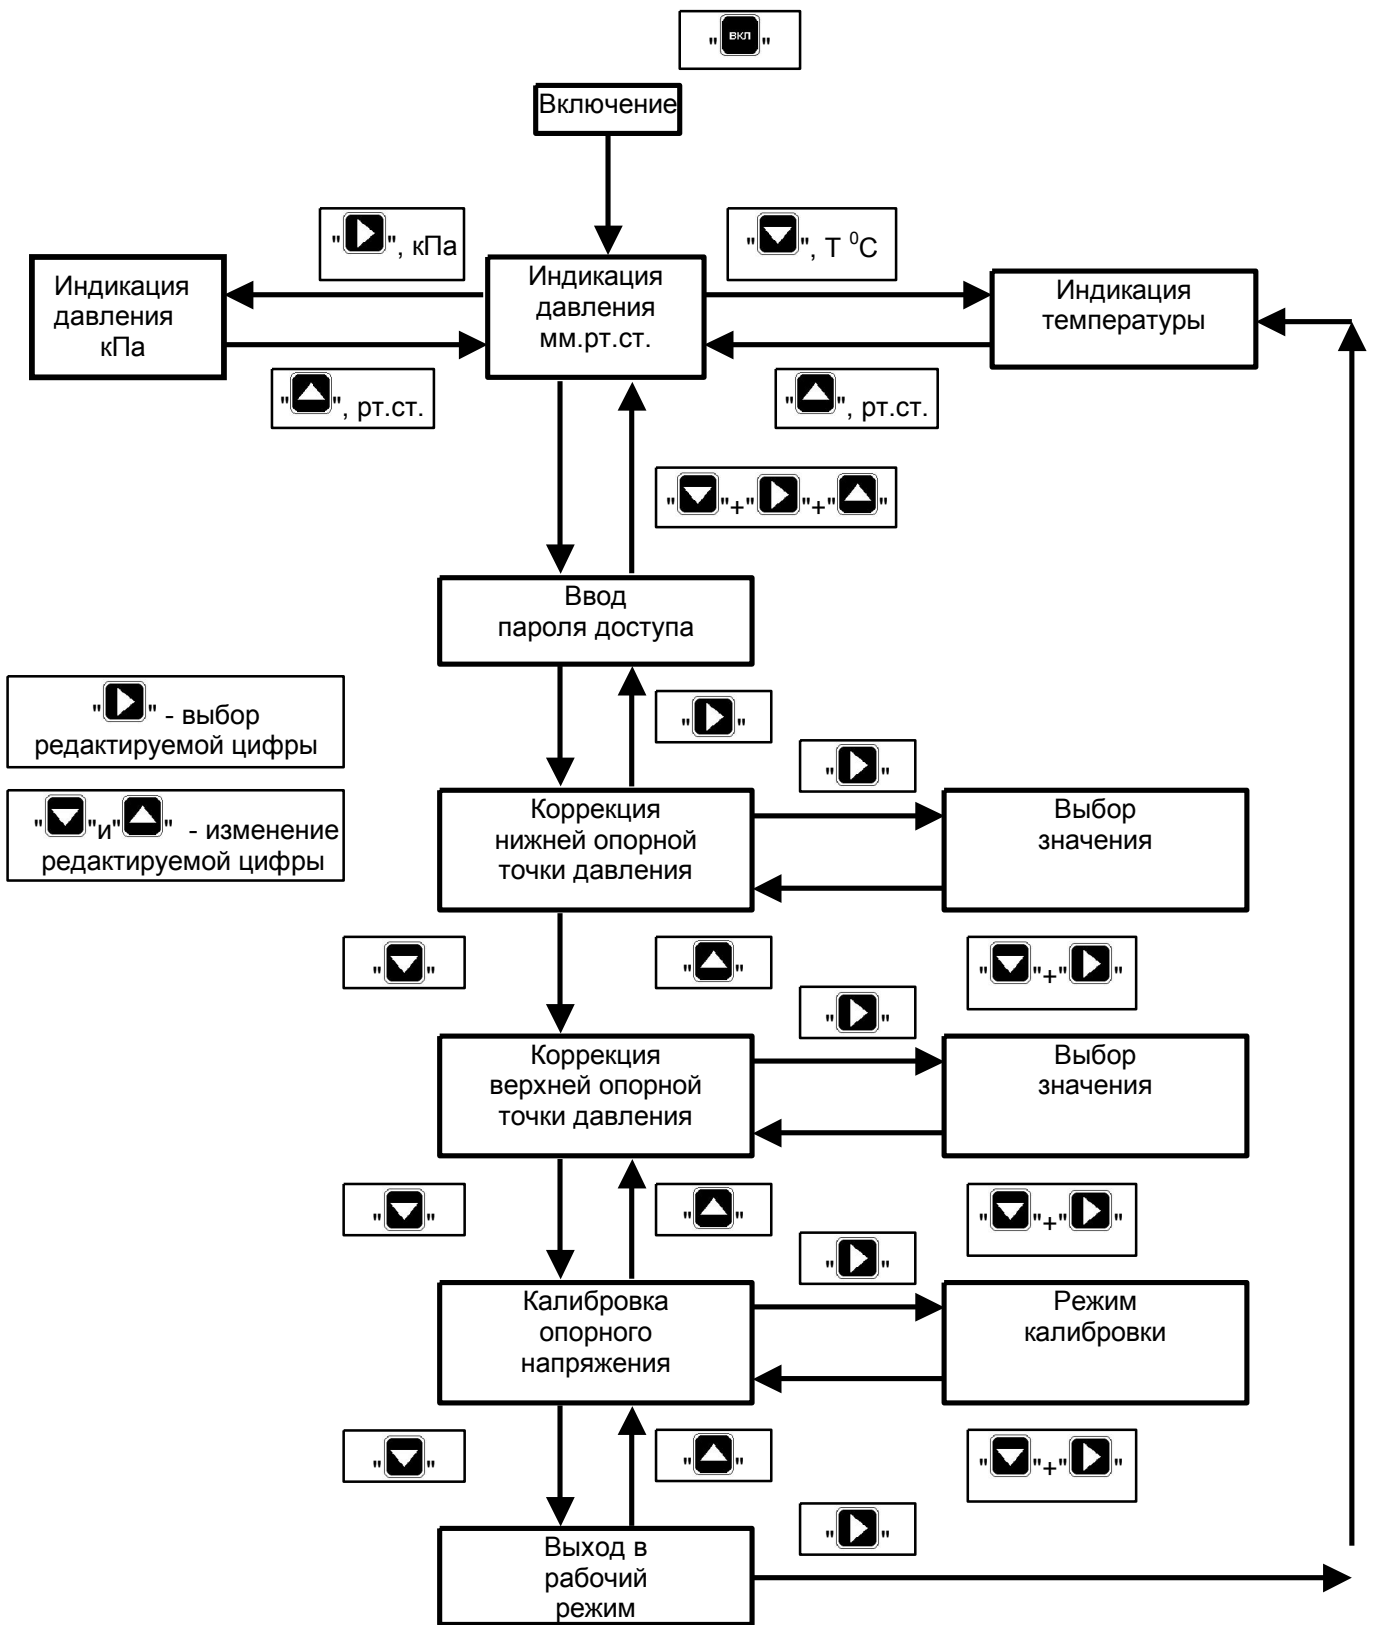 "ВКЛ"
Включение
"▶", кПа
"▼", Т ⁰С
Индикация
давления
кПа
Индикация
давления
мм.рт.ст.
Индикация
температуры
"▲", рт.ст.
"▲", рт.ст.
"▼"+"▶"+"▲"
Ввод
пароля доступа
"▶" - выбор
редактируемой цифры
"▶"
"▶"
"▼"и"▲" - изменение
редактируемой цифры
Коррекция
нижней опорной
точки давления
Выбор
значения
"▼"
"▲"
"▼"+"▶"
"▶"
Коррекция
верхней опорной
точки давления
Выбор
значения
"▼"
"▲"
"▼"+"▶"
"▶"
Калибровка
опорного
напряжения
Режим
калибровки
"▼"
"▲"
"▼"+"▶"
"▶"
Выход в
рабочий
режим